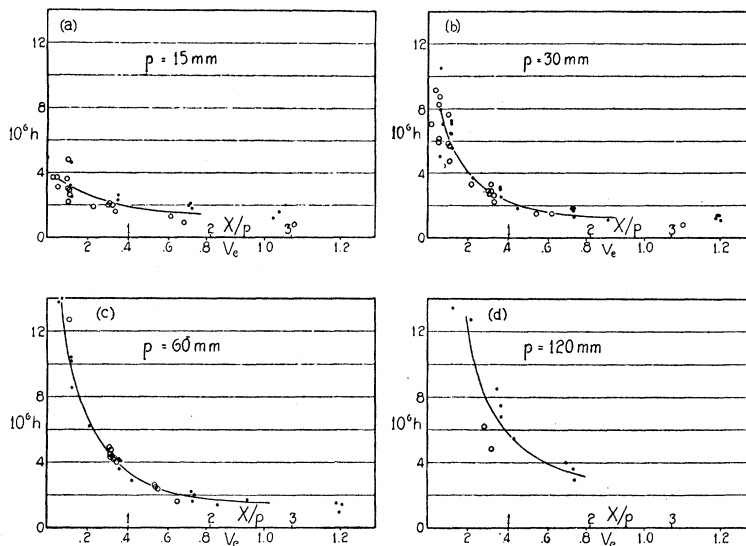 (a)
p = 15 mm
12
8
10⁶h
4
0
.2 .4 .6 .8 1.0 1.2
1 2 X/p 3
Ve
(b)
p = 30 mm
12
8
10⁶h
4
0
.2 .4 .6 .8 1.0 1.2
1 2 X/p 3
Ve
(c)
p = 60 mm
12
8
10⁶h
4
0
.2 .4 .6 .8 1.0 1.2
1 2 X/p 3
Ve
(d)
p = 120 mm
12
8
10⁶h
4
0
.2 .4 .6 .8 1.0 1.2
1 2 X/p 3
Ve